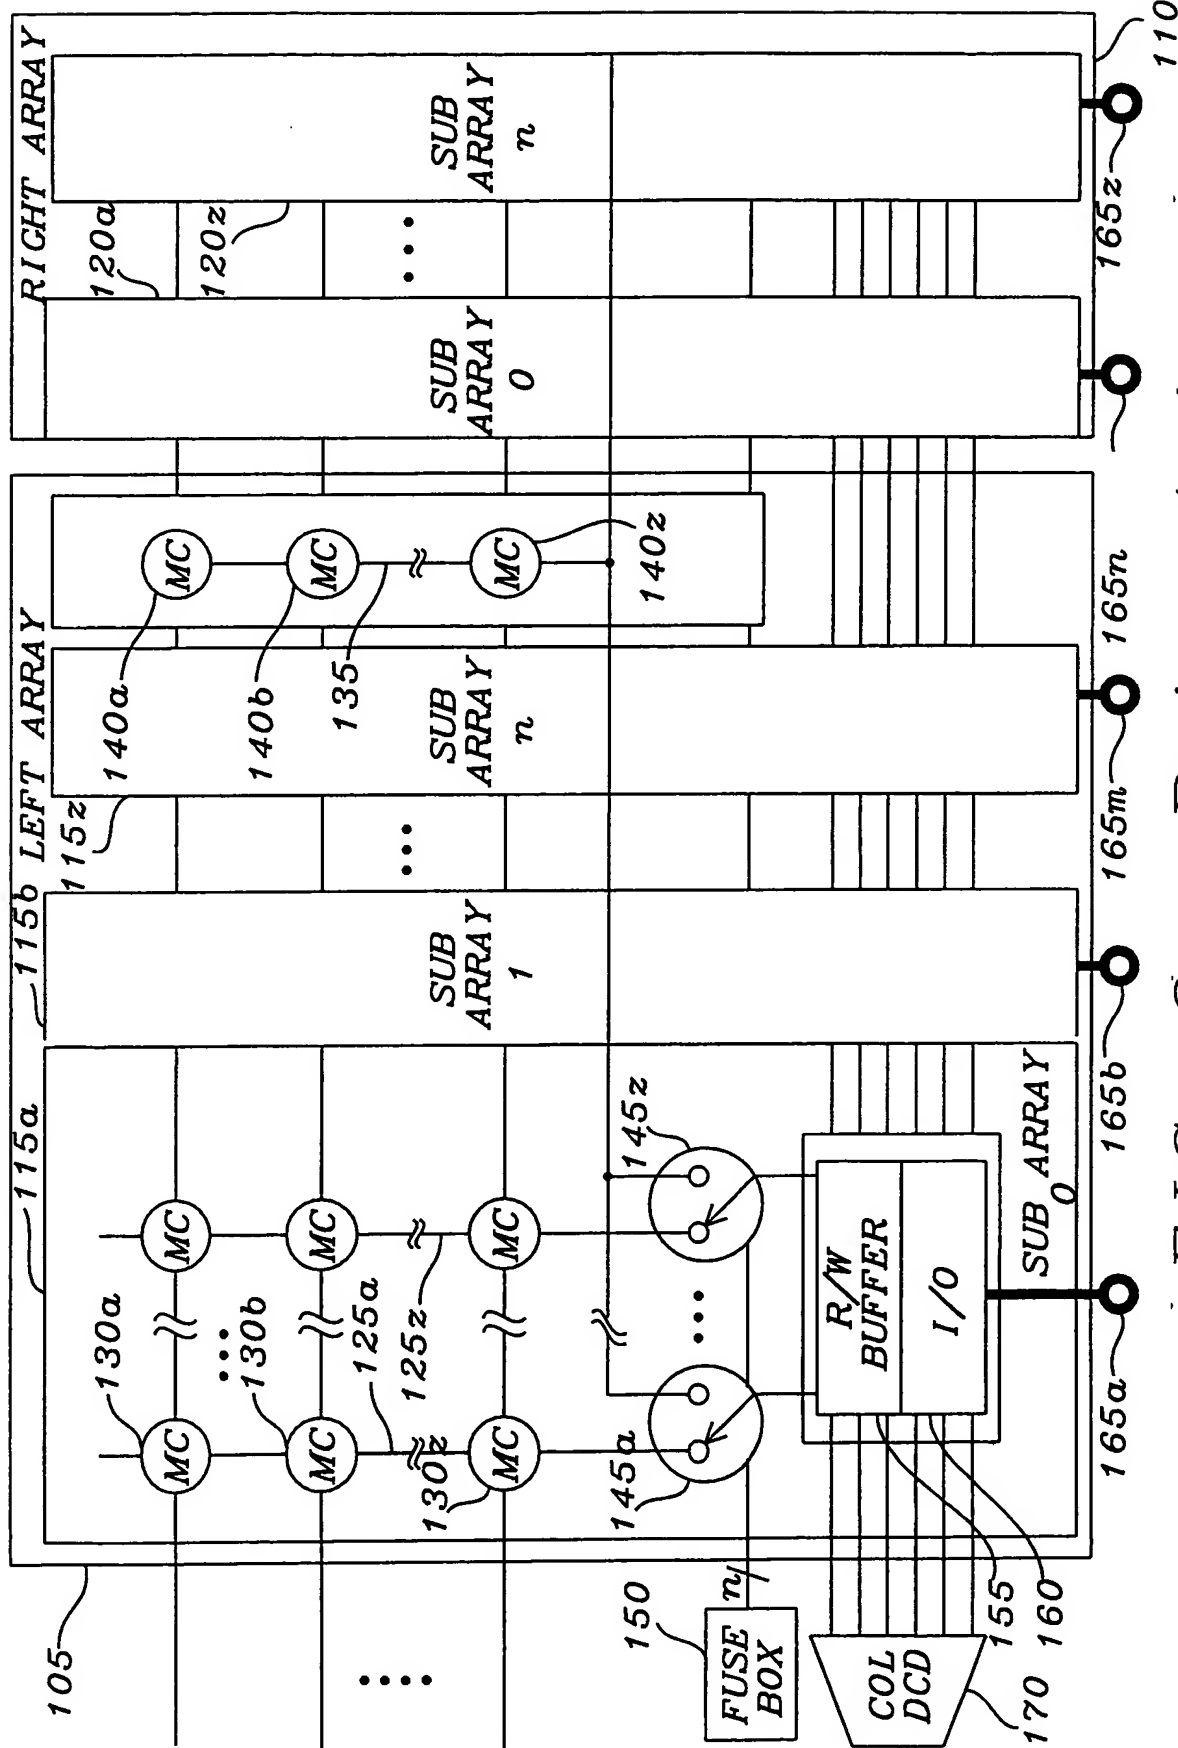 105
115a
115b
LEFT ARRAY
115z
RIGHT ARRAY
130a
MC
MC
140a
MC
120a
120z
130b
MC
MC
140b
MC
125a
125z
135
130z
MC
MC
MC
140z
SUB
ARRAY
1
SUB
ARRAY
n
SUB
ARRAY
0
SUB
ARRAY
n
145a
145z
150
FUSE
BOX
n
R/W
BUFFER
I/O
COL
DCD
170
155
160
SUB ARRAY
0
165a
165b
165m
165n
165z
110